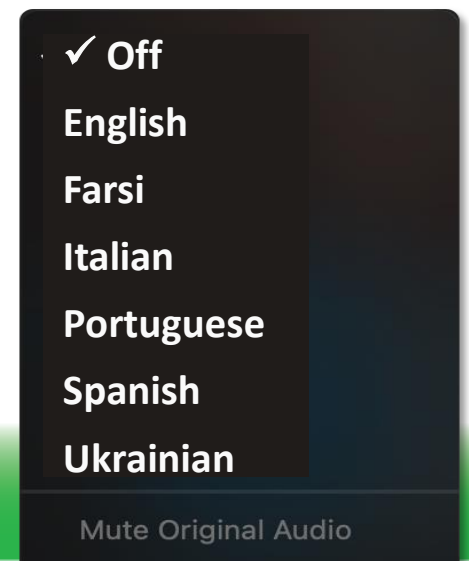 ✓ Off
English
Farsi
Italian
Portuguese
Spanish
Ukrainian
Mute Original Audio